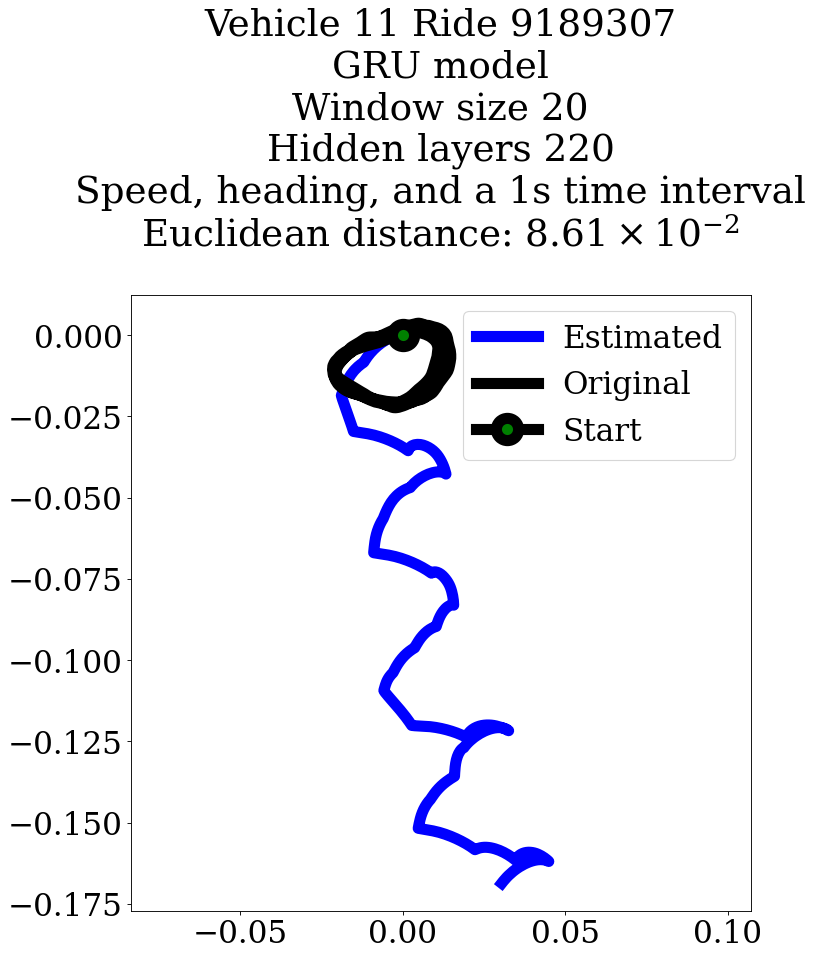 Vehicle 11 Ride 9189307
GRU model
Window size 20
Hidden layers 220
Speed, heading, and a 1s time interval
Euclidean distance: 8.61 × 10⁻²
Estimated
Original
Start
0.000
−0.025
−0.050
−0.075
−0.100
−0.125
−0.150
−0.175
−0.05 0.00 0.05 0.10